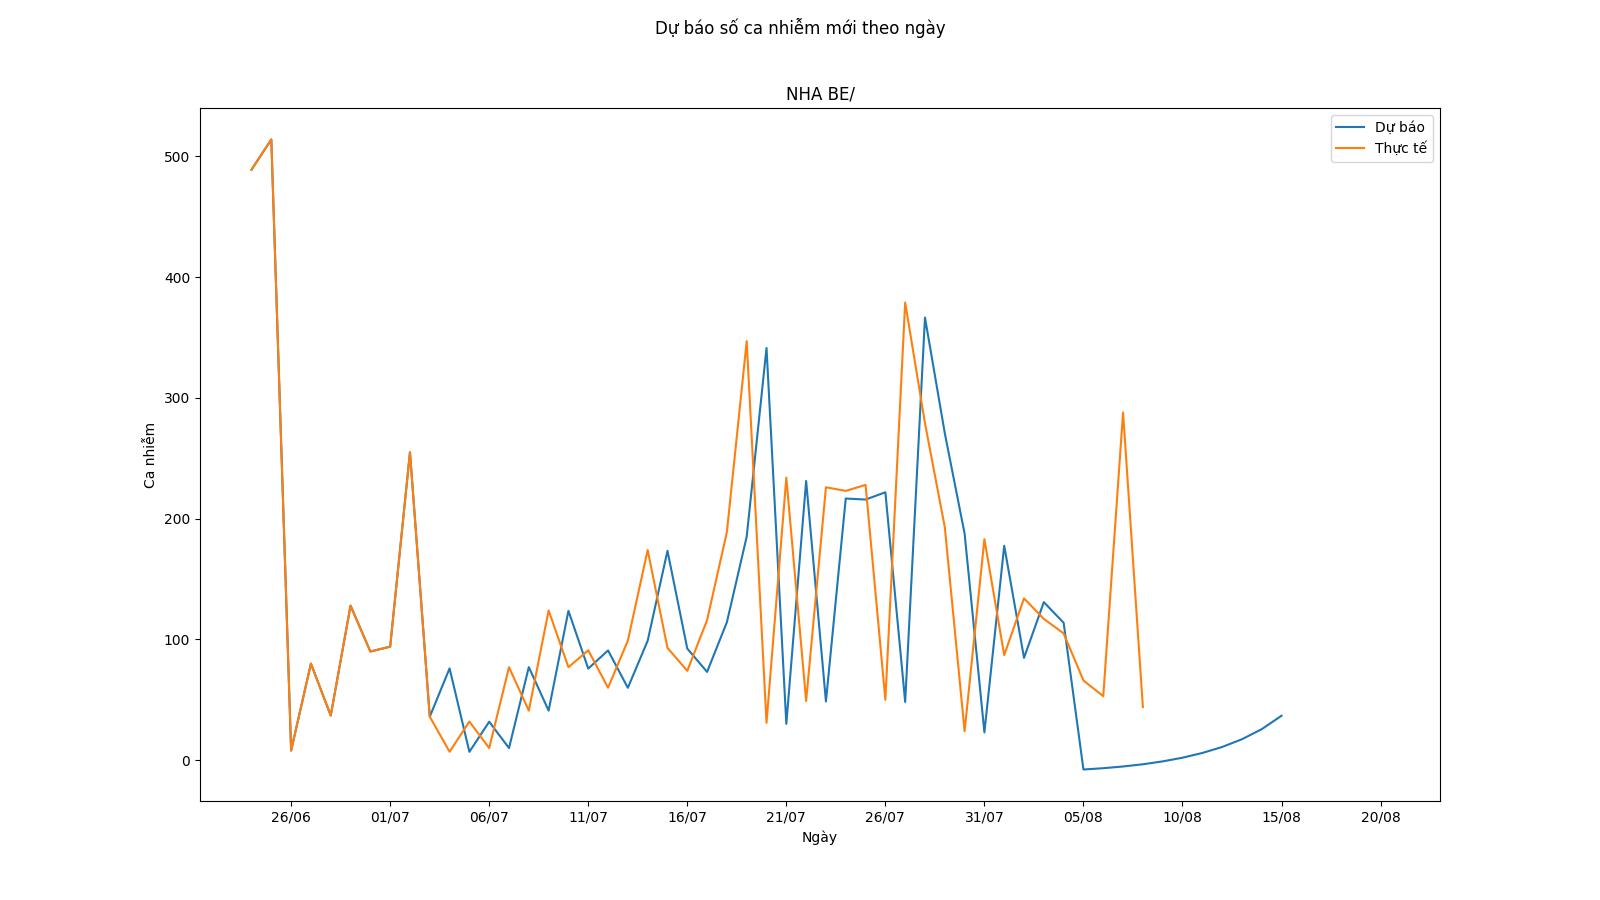 Dự báo số ca nhiễm mới theo ngày
NHA BE/
Dự báo
Thực tế
500
400
300
200
100
0
Ca nhiễm
26/06 01/07 06/07 11/07 16/07 21/07 26/07 31/07 05/08 10/08 15/08 20/08
Ngày